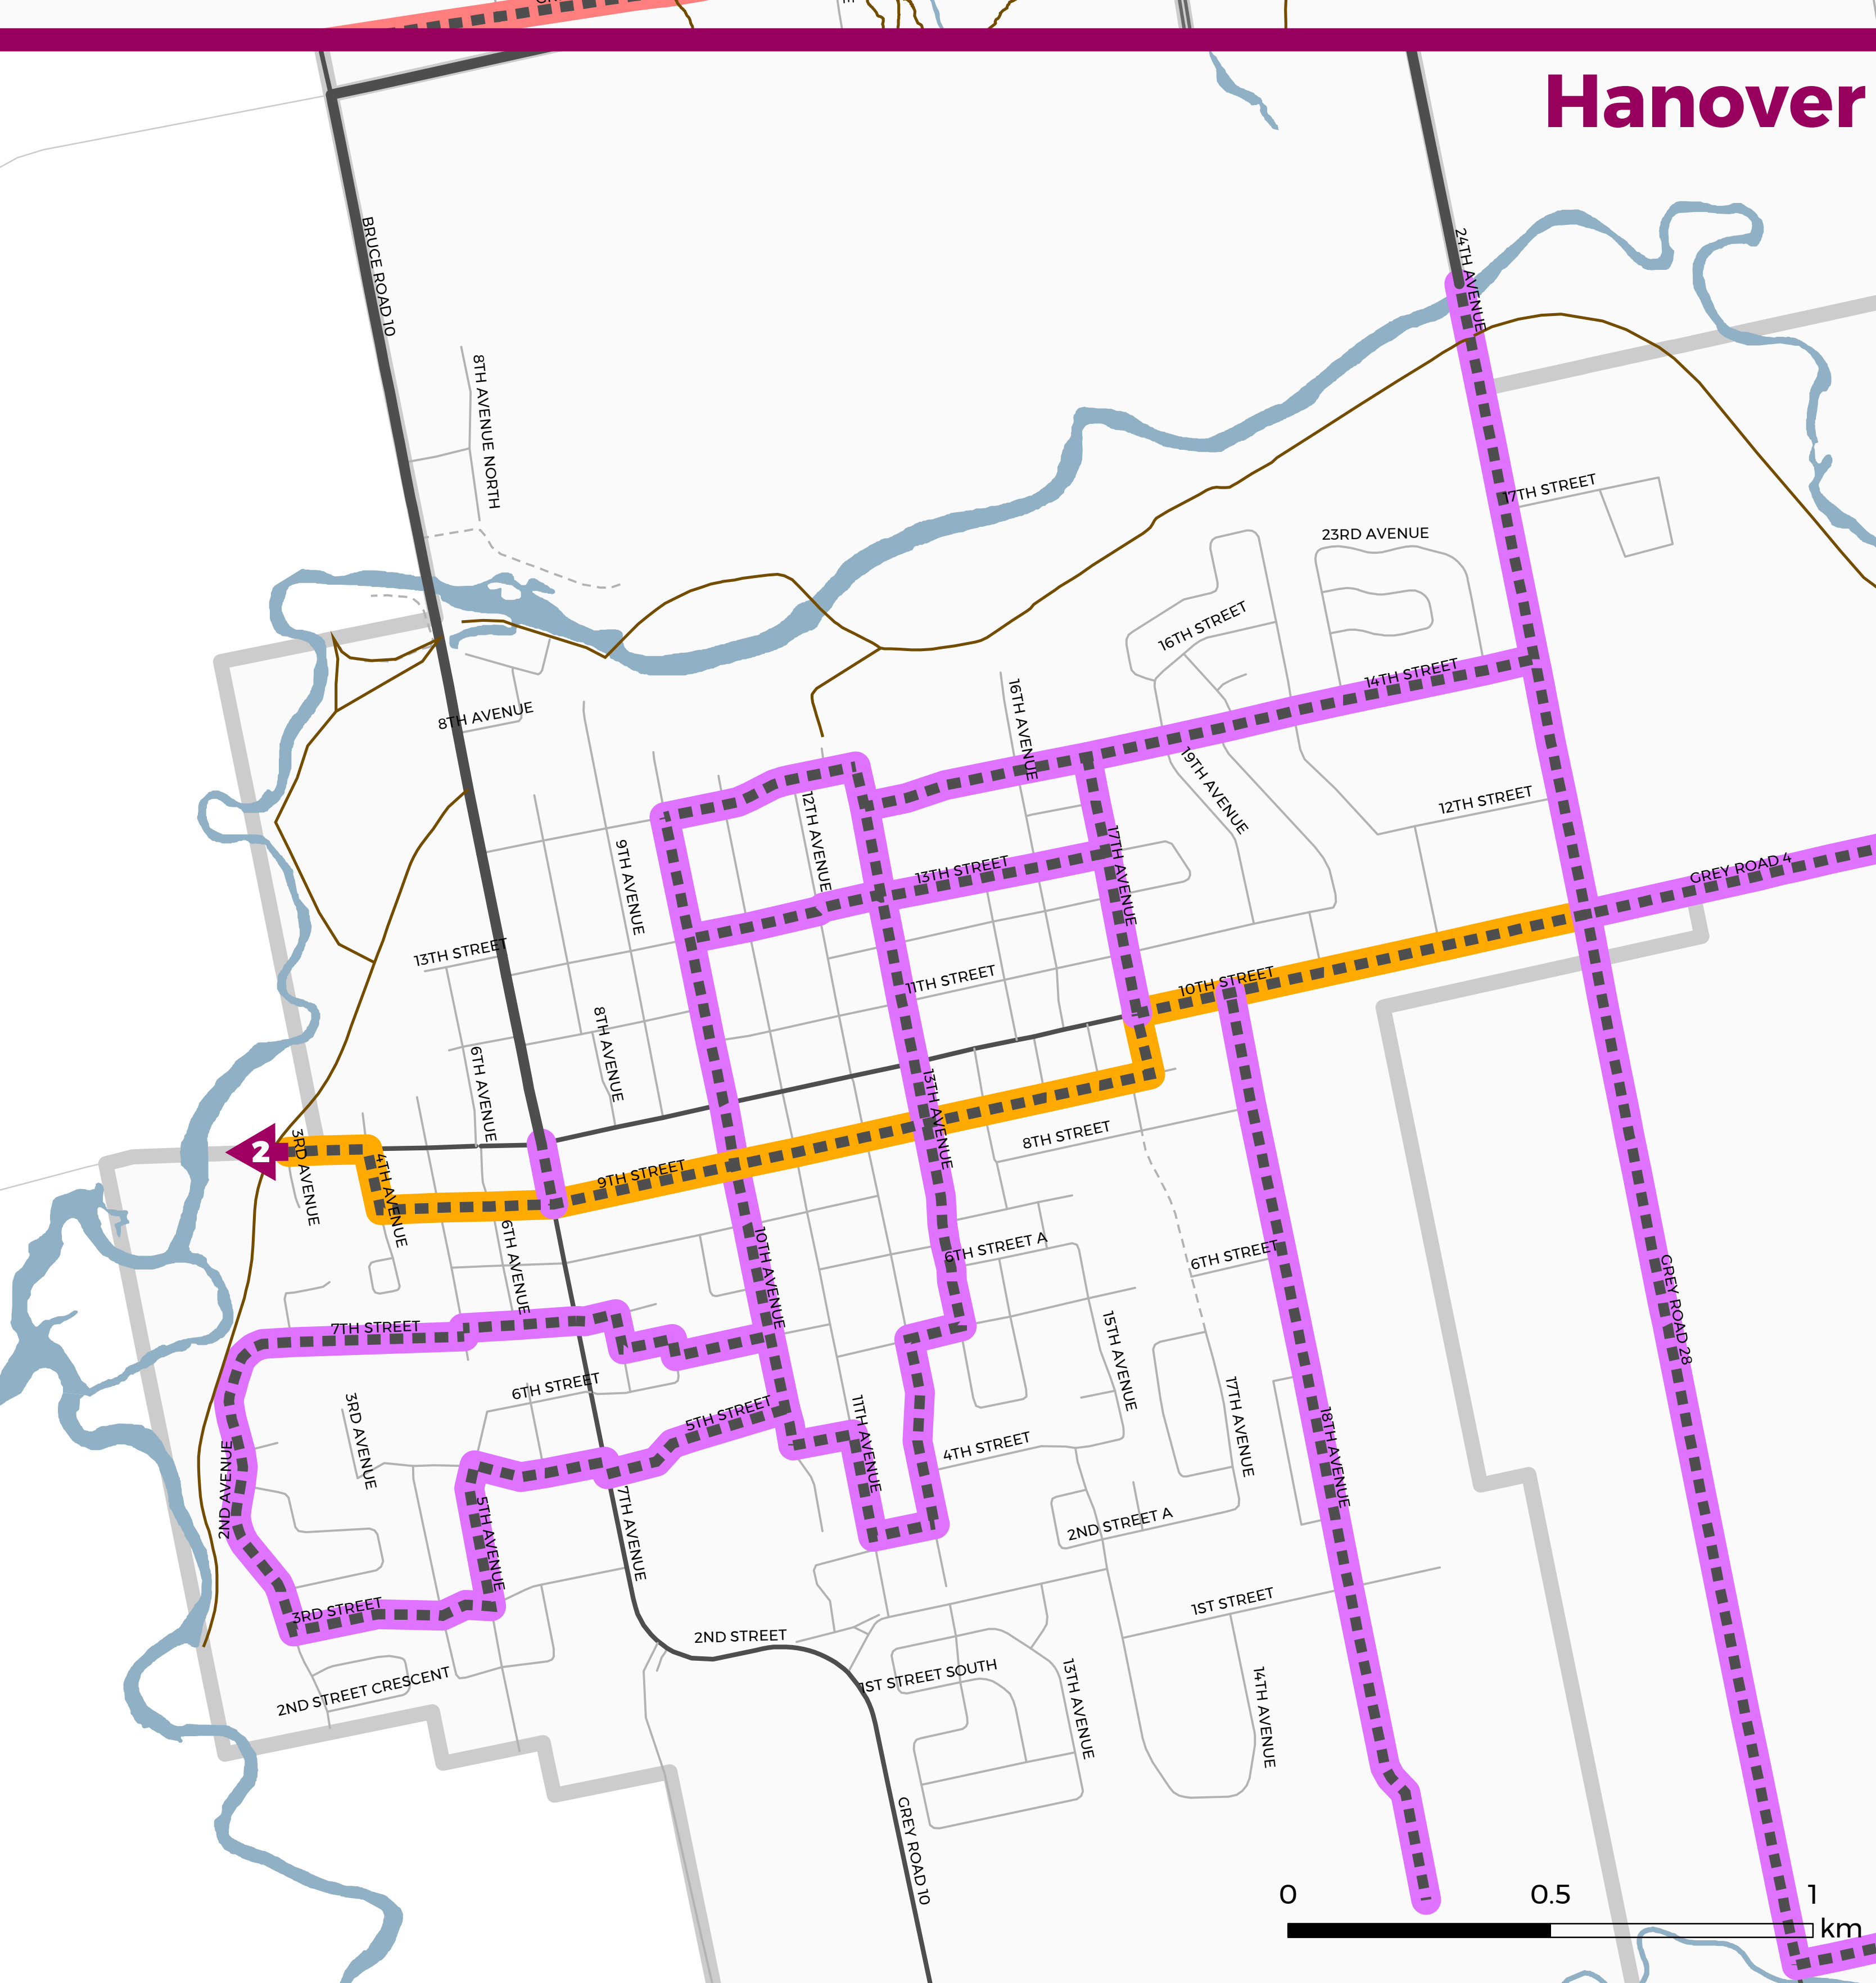 Hanover
24TH AVENUE
BRUCE ROAD 10
8TH AVENUE NORTH
17TH STREET
23RD AVENUE
16TH STREET
14TH STREET
8TH AVENUE
16TH AVENUE
19TH AVENUE
12TH STREET
12TH AVENUE
9TH AVENUE
13TH STREET
17TH AVENUE
GREY ROAD 4
13TH STREET
11TH STREET
10TH STREET
8TH AVENUE
6TH AVENUE
13TH AVENUE
8TH STREET
2
3RD AVENUE
4TH AVENUE
9TH STREET
6TH AVENUE
10TH AVENUE
6TH STREET A
6TH STREET
GREY ROAD 28
7TH STREET
15TH AVENUE
6TH STREET
3RD AVENUE
5TH STREET
11TH AVENUE
17TH AVENUE
18TH AVENUE
4TH STREET
2ND AVENUE
5TH AVENUE
7TH AVENUE
2ND STREET A
3RD STREET
1ST STREET
2ND STREET
2ND STREET CRESCENT
1ST STREET SOUTH
13TH AVENUE
14TH AVENUE
GREY ROAD 10
0 0.5 1
km